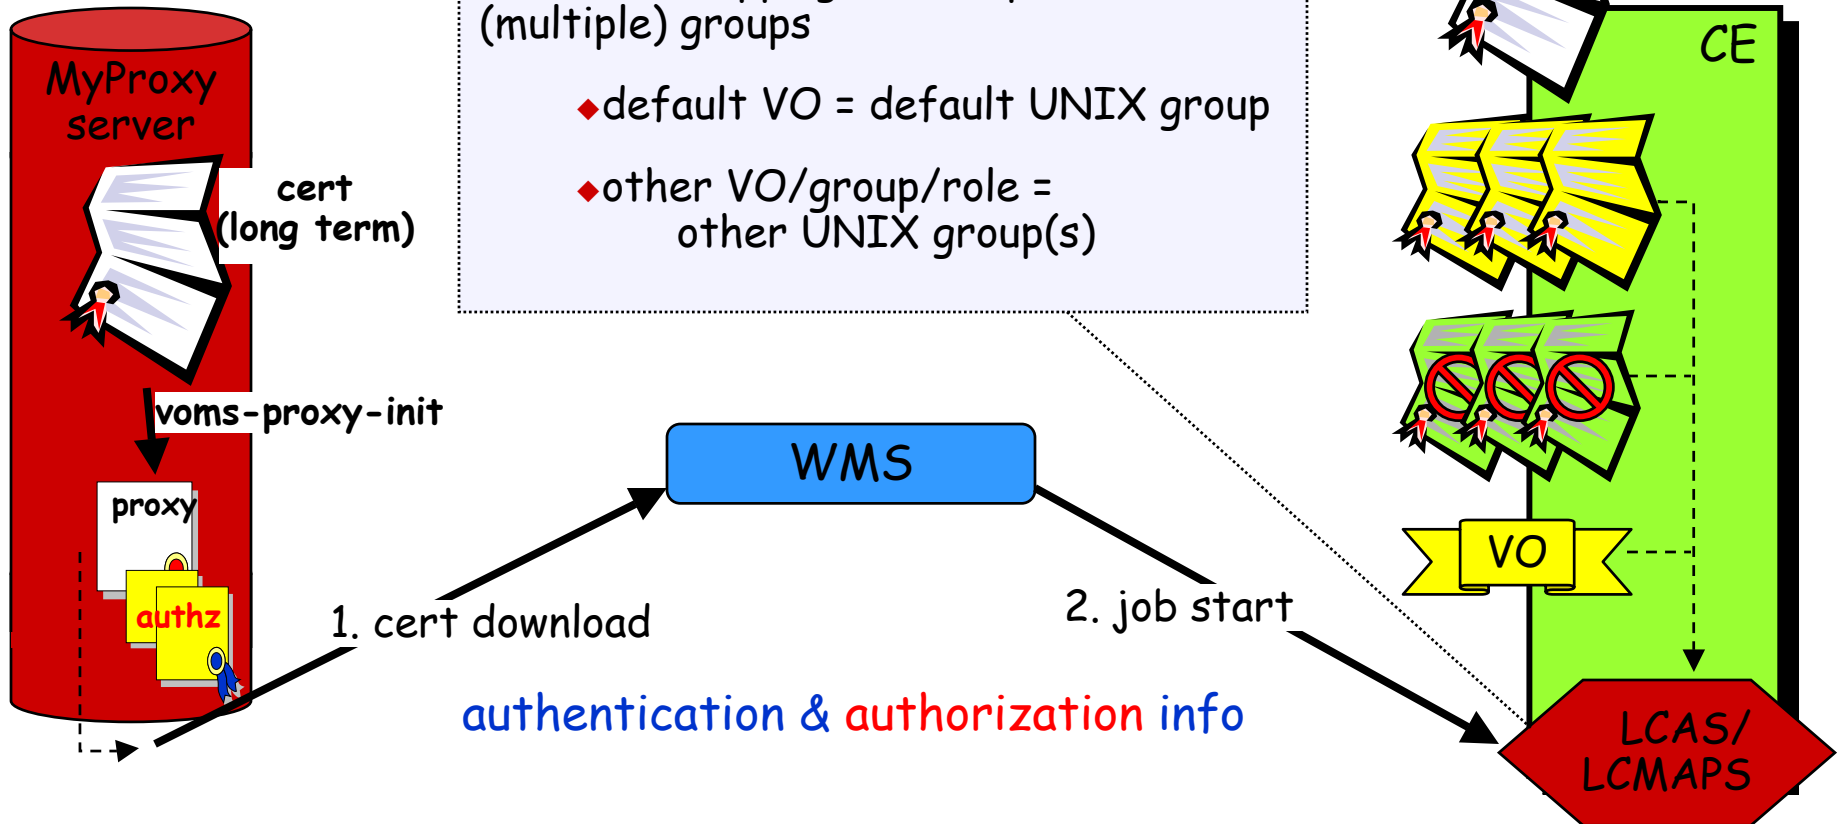 (multiple) groups
default VO = default UNIX group
other VO/group/role =
other UNIX group(s)
MyProxy
server
cert
(long term)
voms-proxy-init
proxy
authz
1. cert download
WMS
2. job start
authentication & authorization info
CE
VO
LCAS/
LCMAPS